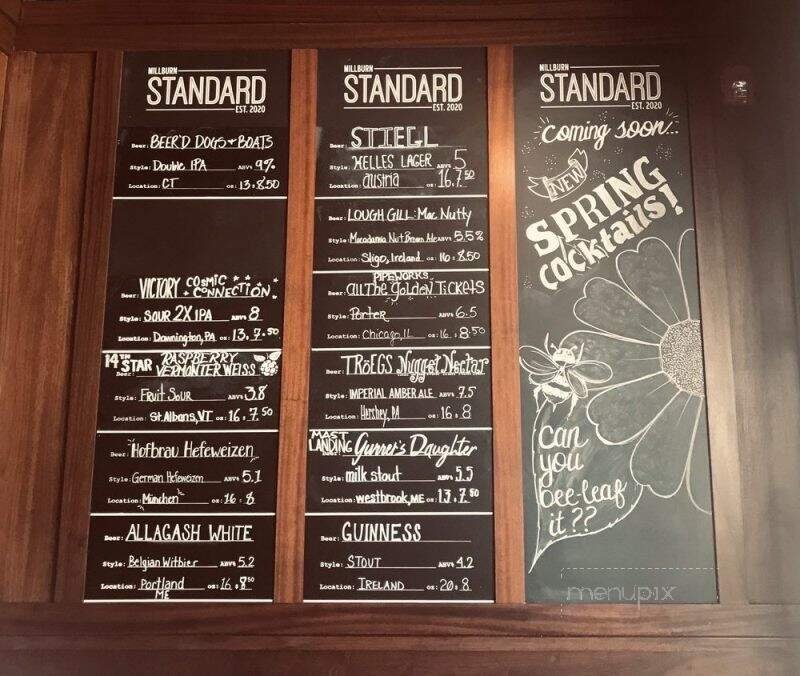 MILLBURN
STANDARD
EST. 2020
Beer: BEER'D DOGS + BOATS
Style: Double IPA ABV: 9%
Location: CT oz: 13. 8.50
Beer: VICTORY COSMIC CONNECTION
Style: SOUR 2X IPA ABV: 8
Location: Downington, PA oz: 13. 7.50
14TH STAR RASPBERRY
Beer: VERMONTER WEISS
Style: FRUIT SOUR ABV: 3.8
Location: St. Albans, VT oz: 16. 7.50
Beer: Hofbrau Hefeweizen
Style: German Hefeweizen ABV: 5.1
Location: München oz: 16. 8
Beer: ALLAGASH WHITE
Style: Belgian Witbier ABV: 5.2
Location: Portland ME oz: 16. 8.50
MILLBURN
STANDARD
EST. 2020
Beer: STIEGL
Style: HELLES LAGER ABV: 5
Location: austria 16. 7.50
Beer: LOUGH GILL: Mac Nutty
Style: Macadamia Nut Brown Ale ABV: 5.5%
Location: Sligo, Ireland oz: 16. 8.50
PIPEWORKS
Beer: all the golden TICKETS
Style: Porter ABV: 6.5
Location: Chicago, IL oz: 16. 8.50
Beer: TRöEGS Nugget Nectar
Style: IMPERIAL AMBER ALE ABV: 7.5
Location: Hershey, PA oz: 16. 8
MAST
LANDING Gunner's Daughter
Style: milk stout ABV: 5.5
Location: westbrook, ME oz: 13. 7.50
Beer: GUINNESS
Style: STOUT ABV: 4.2
Location: IRELAND oz: 20. 8
MILLBURN
STANDARD
EST. 2020
coming soon...
NEW
SPRING
cocktails!
can
you
bee-leaf
it??
menupix